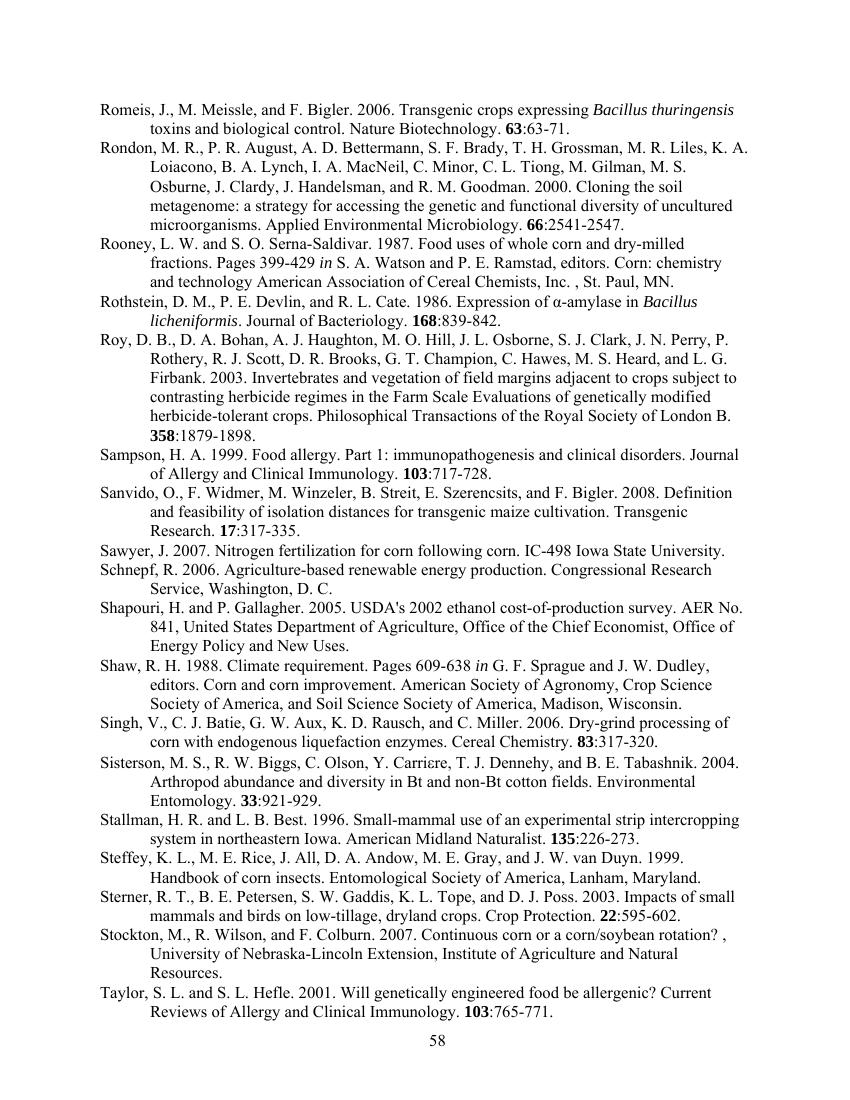 Romeis, J., M. Meissle, and F. Bigler. 2006. Transgenic crops expressing Bacillus thuringensis
toxins and biological control. Nature Biotechnology. 63:63-71.
Rondon, M. R., P. R. August, A. D. Bettermann, S. F. Brady, T. H. Grossman, M. R. Liles, K. A.
Loiacono, B. A. Lynch, I. A. MacNeil, C. Minor, C. L. Tiong, M. Gilman, M. S.
Osburne, J. Clardy, J. Handelsman, and R. M. Goodman. 2000. Cloning the soil
metagenome: a strategy for accessing the genetic and functional diversity of uncultured
microorganisms. Applied Environmental Microbiology. 66:2541-2547.
Rooney, L. W. and S. O. Serna-Saldivar. 1987. Food uses of whole corn and dry-milled
fractions. Pages 399-429 in S. A. Watson and P. E. Ramstad, editors. Corn: chemistry
and technology American Association of Cereal Chemists, Inc. , St. Paul, MN.
Rothstein, D. M., P. E. Devlin, and R. L. Cate. 1986. Expression of α-amylase in Bacillus
licheniformis. Journal of Bacteriology. 168:839-842.
Roy, D. B., D. A. Bohan, A. J. Haughton, M. O. Hill, J. L. Osborne, S. J. Clark, J. N. Perry, P.
Rothery, R. J. Scott, D. R. Brooks, G. T. Champion, C. Hawes, M. S. Heard, and L. G.
Firbank. 2003. Invertebrates and vegetation of field margins adjacent to crops subject to
contrasting herbicide regimes in the Farm Scale Evaluations of genetically modified
herbicide-tolerant crops. Philosophical Transactions of the Royal Society of London B.
358:1879-1898.
Sampson, H. A. 1999. Food allergy. Part 1: immunopathogenesis and clinical disorders. Journal
of Allergy and Clinical Immunology. 103:717-728.
Sanvido, O., F. Widmer, M. Winzeler, B. Streit, E. Szerencsits, and F. Bigler. 2008. Definition
and feasibility of isolation distances for transgenic maize cultivation. Transgenic
Research. 17:317-335.
Sawyer, J. 2007. Nitrogen fertilization for corn following corn. IC-498 Iowa State University.
Schnepf, R. 2006. Agriculture-based renewable energy production. Congressional Research
Service, Washington, D. C.
Shapouri, H. and P. Gallagher. 2005. USDA's 2002 ethanol cost-of-production survey. AER No.
841, United States Department of Agriculture, Office of the Chief Economist, Office of
Energy Policy and New Uses.
Shaw, R. H. 1988. Climate requirement. Pages 609-638 in G. F. Sprague and J. W. Dudley,
editors. Corn and corn improvement. American Society of Agronomy, Crop Science
Society of America, and Soil Science Society of America, Madison, Wisconsin.
Singh, V., C. J. Batie, G. W. Aux, K. D. Rausch, and C. Miller. 2006. Dry-grind processing of
corn with endogenous liquefaction enzymes. Cereal Chemistry. 83:317-320.
Sisterson, M. S., R. W. Biggs, C. Olson, Y. Carriεre, T. J. Dennehy, and B. E. Tabashnik. 2004.
Arthropod abundance and diversity in Bt and non-Bt cotton fields. Environmental
Entomology. 33:921-929.
Stallman, H. R. and L. B. Best. 1996. Small-mammal use of an experimental strip intercropping
system in northeastern Iowa. American Midland Naturalist. 135:226-273.
Steffey, K. L., M. E. Rice, J. All, D. A. Andow, M. E. Gray, and J. W. van Duyn. 1999.
Handbook of corn insects. Entomological Society of America, Lanham, Maryland.
Sterner, R. T., B. E. Petersen, S. W. Gaddis, K. L. Tope, and D. J. Poss. 2003. Impacts of small
mammals and birds on low-tillage, dryland crops. Crop Protection. 22:595-602.
Stockton, M., R. Wilson, and F. Colburn. 2007. Continuous corn or a corn/soybean rotation? ,
University of Nebraska-Lincoln Extension, Institute of Agriculture and Natural
Resources.
Taylor, S. L. and S. L. Hefle. 2001. Will genetically engineered food be allergenic? Current
Reviews of Allergy and Clinical Immunology. 103:765-771.
58